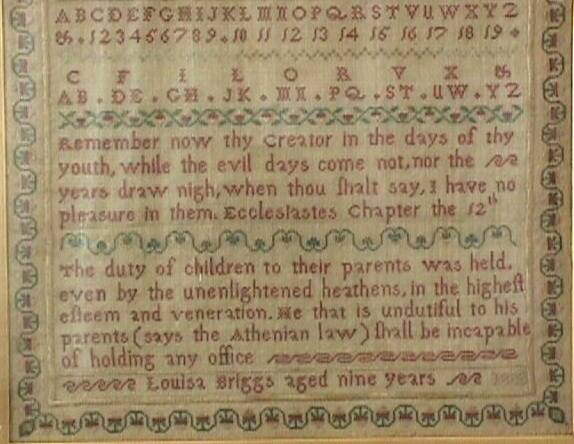 ABCDEFGHIJKLMNOPQRSTVUWXYZ
&.123456789.10 11 12 13 14 15 16 17 18 19
C F I L O R V X &
AB.DE.GH.JK.MN.PQ.ST.UW.YZ
Remember now thy Creator in the days of thy
youth, while the evil days come not, nor the
years draw nigh, when thou ſhalt say, I have no
pleasure in them. Ecclesiastes Chapter the 12th
The duty of children to their parents was held,
even by the unenlightened heathens, in the higheſt
eſteem and veneration. He that is undutiful to his
parents (says the Athenian law) ſhall be incapable
of holding any office
Louisa Briggs aged nine years